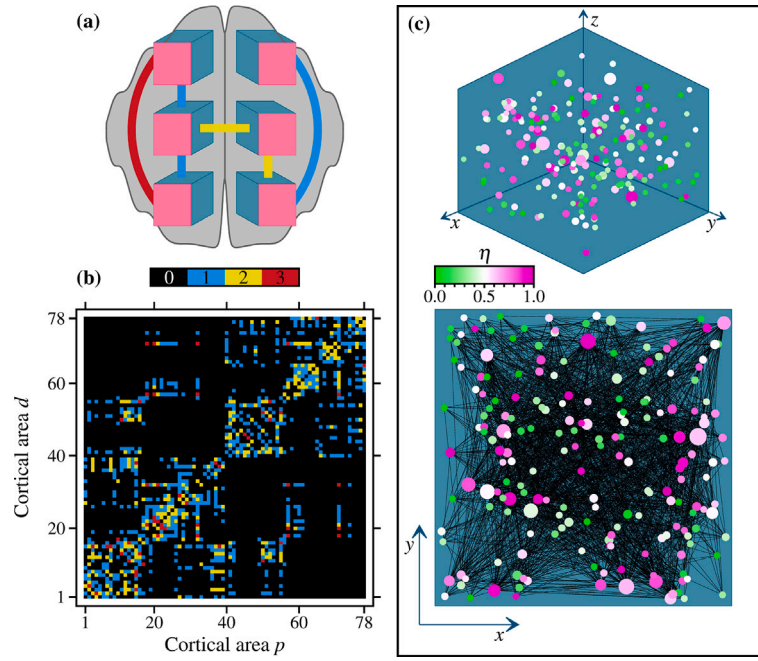 (a)
(b)
0 1 2 3
78
60
40
20
1
Cortical area d
1 20 40 60 78
Cortical area p
(c)
z
x
y
η
0.0 0.5 1.0
y
x